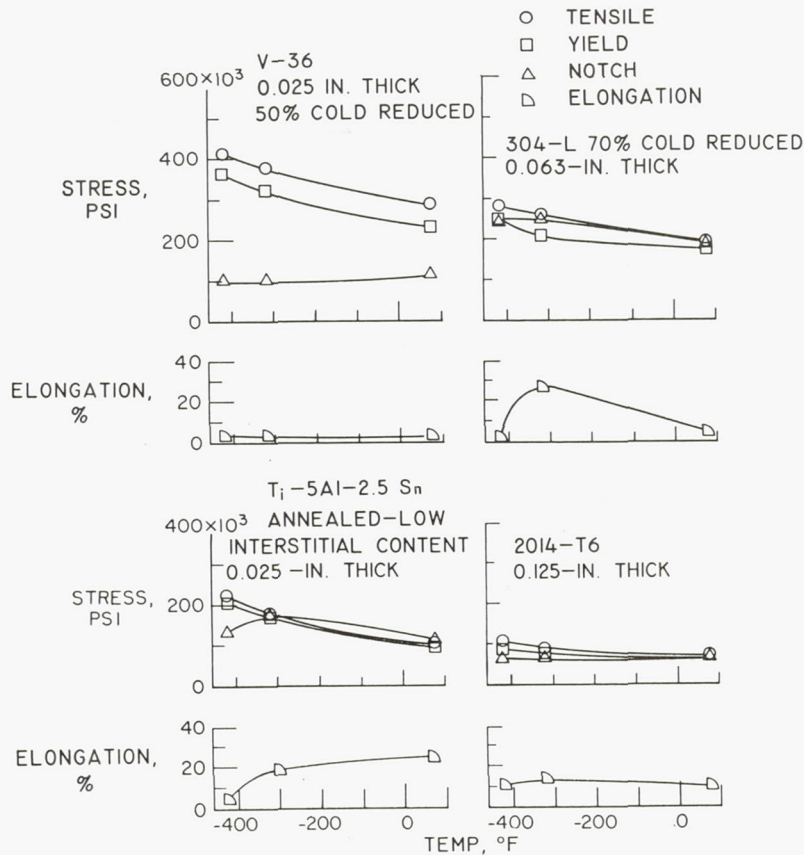 TENSILE
YIELD
NOTCH
ELONGATION
V-36
0.025 IN. THICK
50% COLD REDUCED
304-L 70% COLD REDUCED
0.063-IN. THICK
600×10³
400
200
0
STRESS,
PSI
40
20
0
ELONGATION,
%
Ti-5Al-2.5 Sn
ANNEALED-LOW
INTERSTITIAL CONTENT
0.025-IN. THICK
2014-T6
0.125-IN. THICK
400×10³
200
0
STRESS,
PSI
40
20
0
ELONGATION,
%
-400 -200 0
-400 -200 0
TEMP, °F